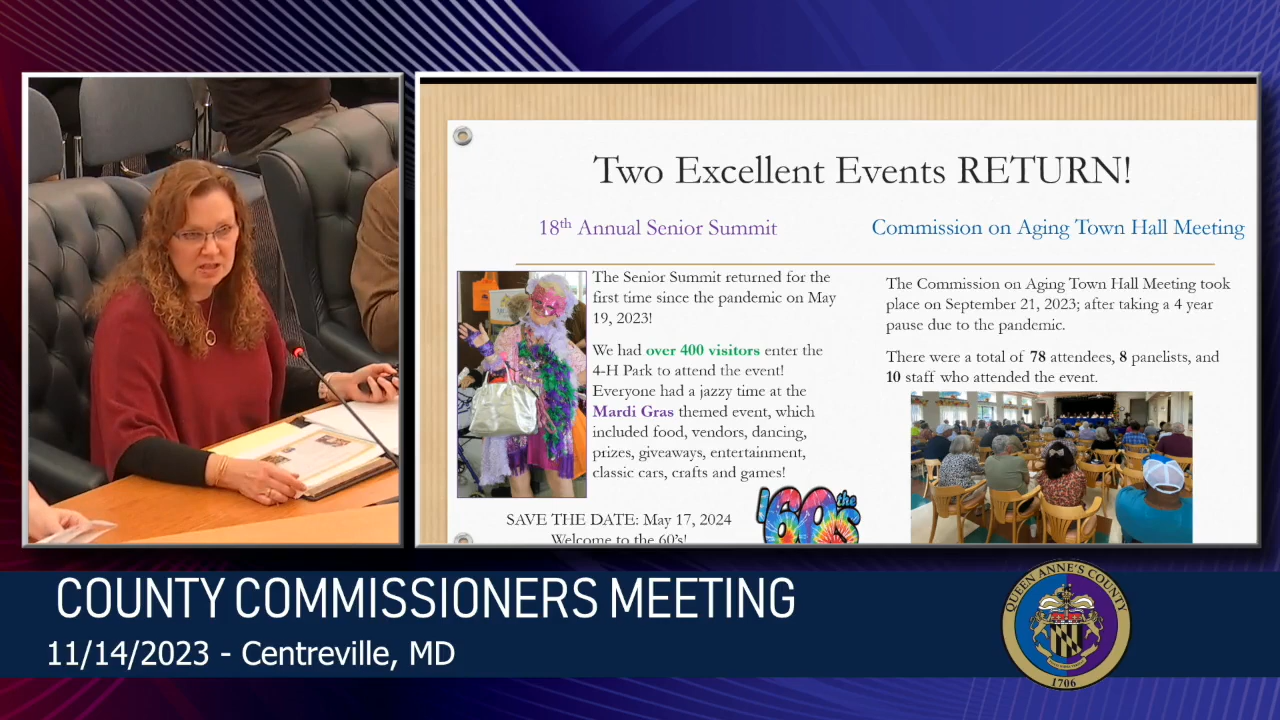 Two Excellent Events RETURN!
18th Annual Senior Summit
Commission on Aging Town Hall Meeting
The Senior Summit returned for the
first time since the pandemic on May
19, 2023!
We had over 400 visitors enter the
4-H Park to attend the event!
Everyone had a jazzy time at the
Mardi Gras themed event, which
included food, vendors, dancing,
prizes, giveaways, entertainment,
classic cars, crafts and games!
SAVE THE DATE: May 17, 2024
Welcome to the 60's!
the
'60s
The Commission on Aging Town Hall Meeting took
place on September 21, 2023; after taking a 4 year
pause due to the pandemic.
There were a total of 78 attendees, 8 panelists, and
10 staff who attended the event.
COUNTY COMMISSIONERS MEETING
11/14/2023 - Centreville, MD
QUEEN ANNE'S COUNTY
1706